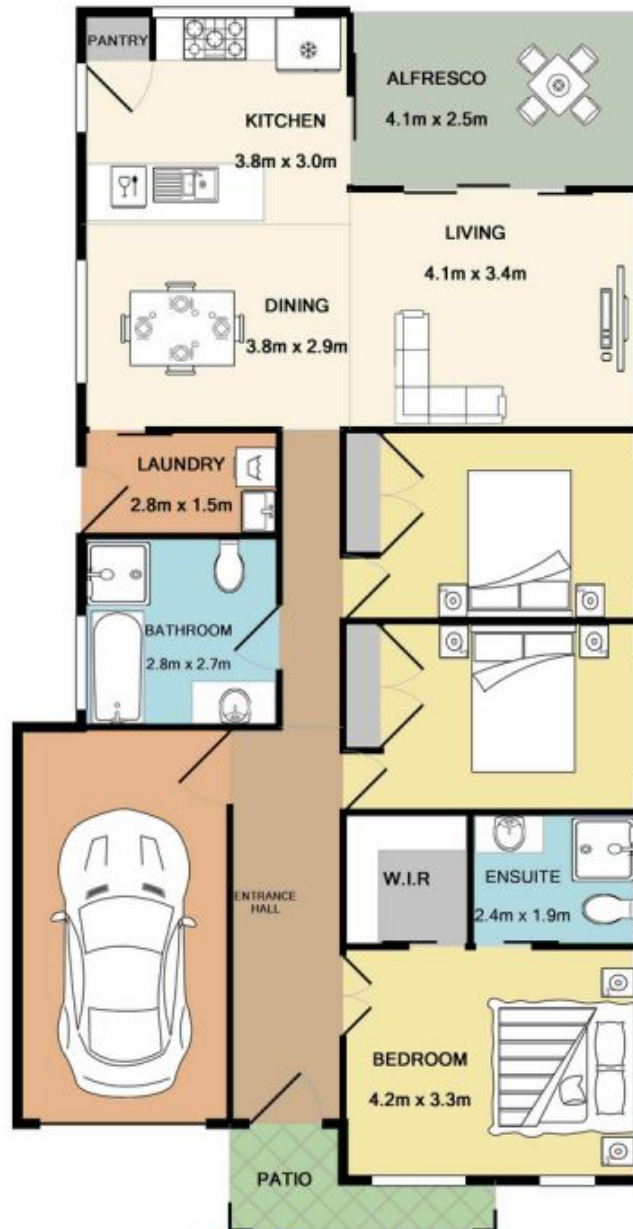 PANTRY
KITCHEN
3.8m x 3.0m
ALFRESCO
4.1m x 2.5m
LIVING
4.1m x 3.4m
DINING
3.8m x 2.9m
LAUNDRY
2.8m x 1.5m
BATHROOM
2.8m x 2.7m
ENTRANCE
HALL
W.I.R
ENSUITE
2.4m x 1.9m
BEDROOM
4.2m x 3.3m
PATIO